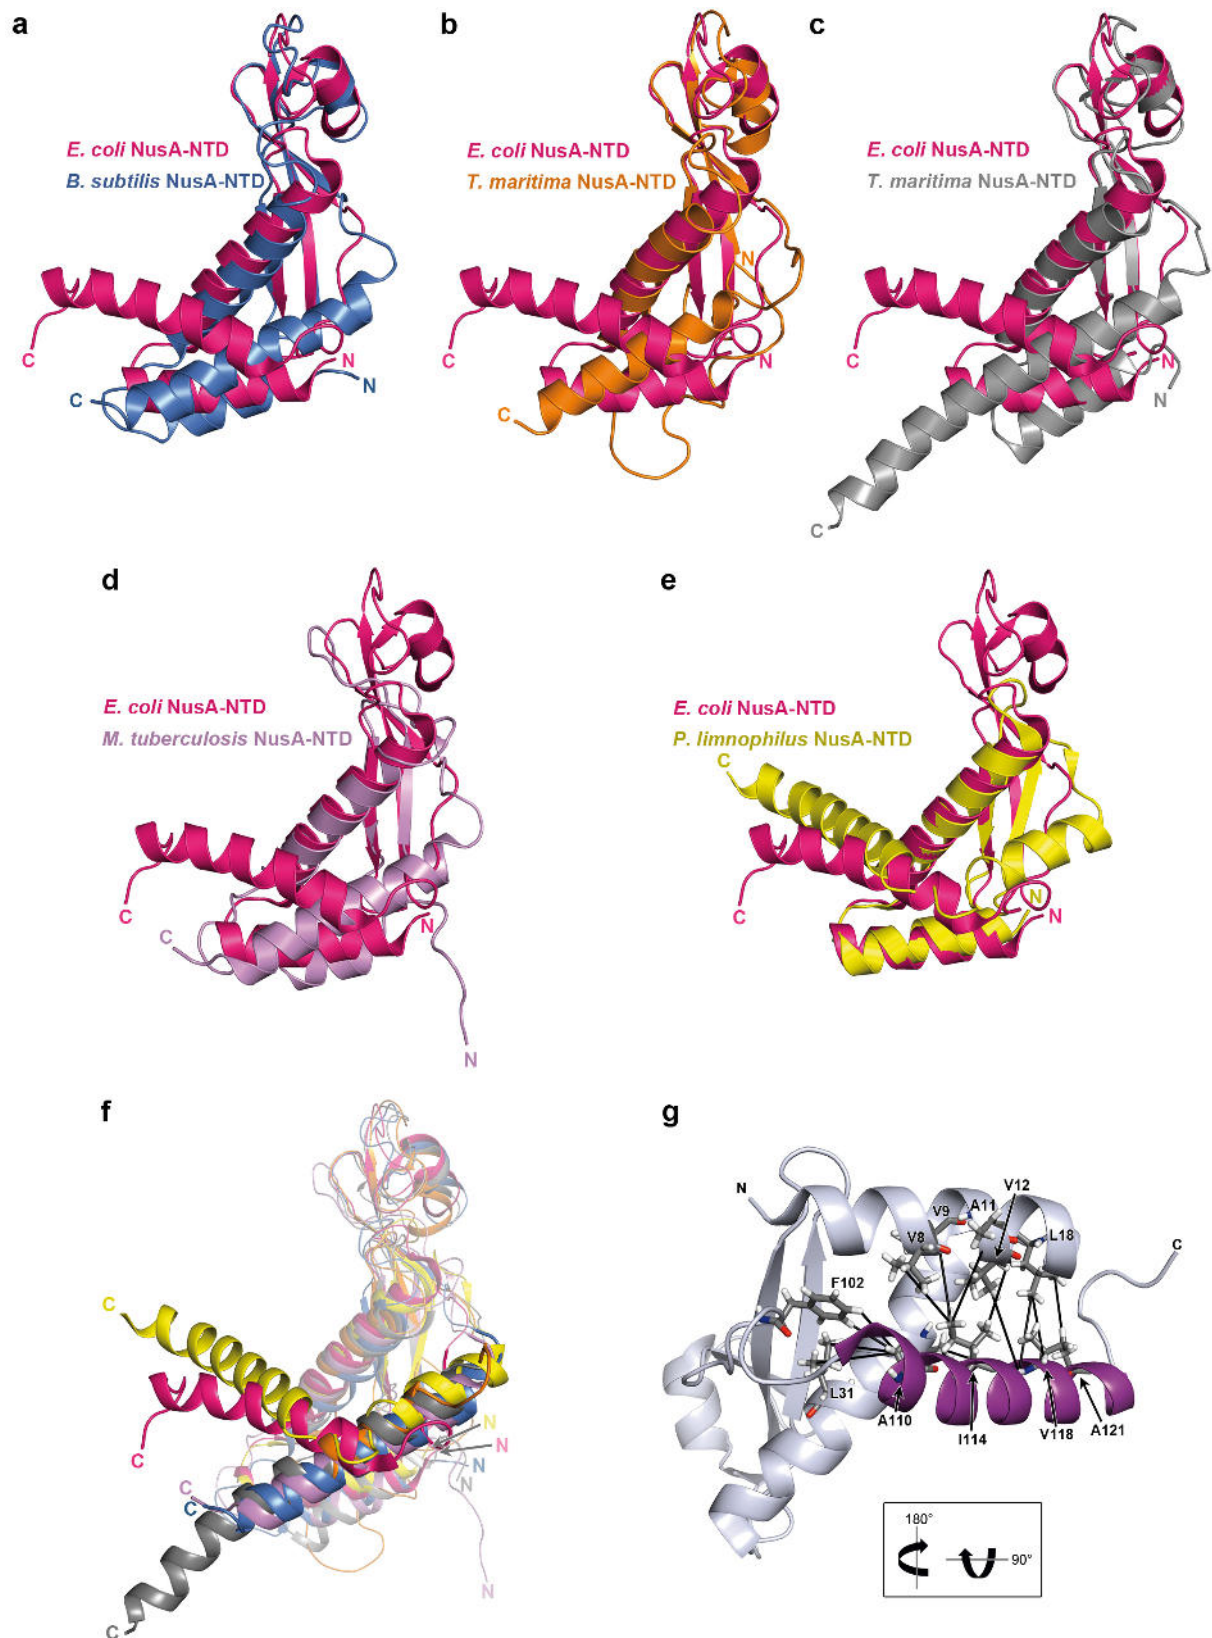 a
E. coli NusA-NTD
B. subtilis NusA-NTD
C
N
C
N
b
E. coli NusA-NTD
T. maritima NusA-NTD
N
C
N
C
c
E. coli NusA-NTD
T. maritima NusA-NTD
C
N
N
C
d
E. coli NusA-NTD
M. tuberculosis NusA-NTD
C
N
C
N
e
E. coli NusA-NTD
P. limnophilus NusA-NTD
C
N
C
N
f
C
C
C
C
C
N
N
N
N
N
g
N
V12
V9
A11
V8
L18
C
F102
L31
A110
I114
V118
A121
180°
90°